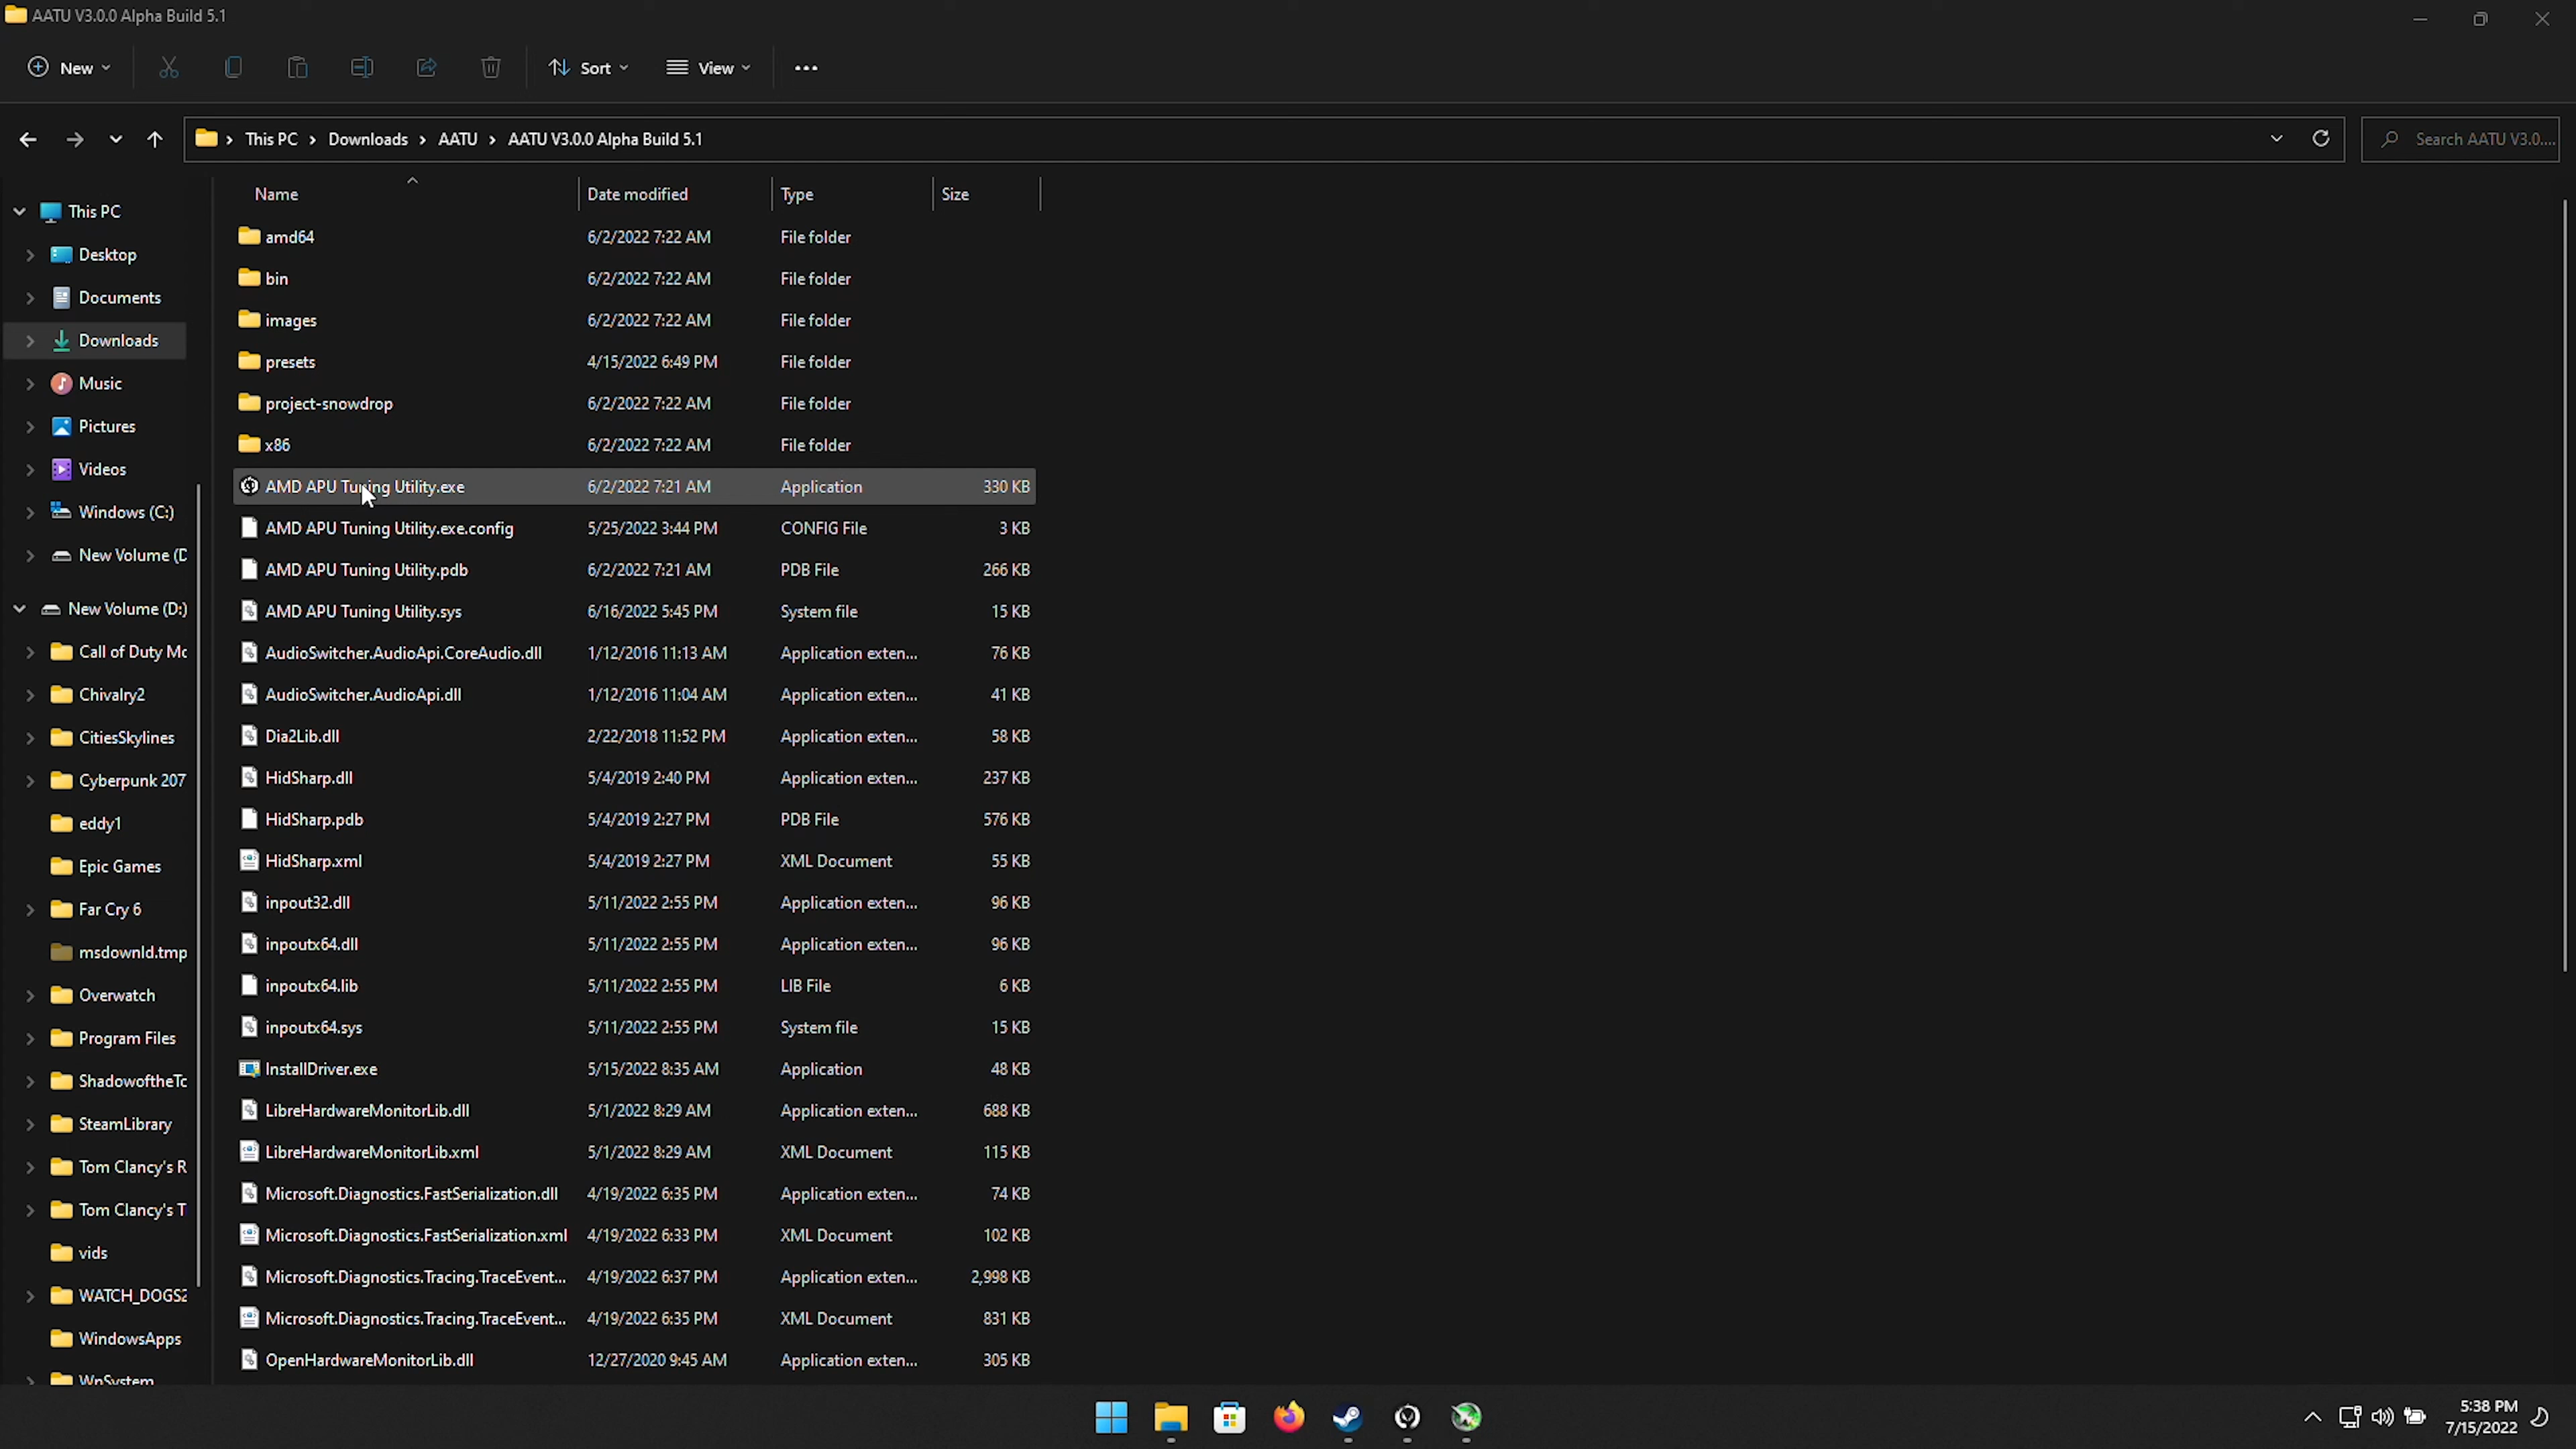 AATU V3.0.0 Alpha Build 5.1
New Sort View
This PC Downloads AATU AATU V3.0.0 Alpha Build 5.1 Search AATU V3.0....
This PC
Desktop
Documents
Downloads
Music
Pictures
Videos
Windows (C:)
New Volume (D
New Volume (D:)
Call of Duty Mo
Chivalry2
CitiesSkylines
Cyberpunk 207
eddy1
Epic Games
Far Cry 6
msdownld.tmp
Overwatch
Program Files
ShadowoftheTo
SteamLibrary
Tom Clancy's R
Tom Clancy's T
vids
WATCH_DOGS2
WindowsApps
WpSystem
Name Date modified Type Size
amd64 6/2/2022 7:22 AM File folder
bin 6/2/2022 7:22 AM File folder
images 6/2/2022 7:22 AM File folder
presets 4/15/2022 6:49 PM File folder
project-snowdrop 6/2/2022 7:22 AM File folder
x86 6/2/2022 7:22 AM File folder
AMD APU Tuning Utility.exe 6/2/2022 7:21 AM Application 330 KB
AMD APU Tuning Utility.exe.config 5/25/2022 3:44 PM CONFIG File 3 KB
AMD APU Tuning Utility.pdb 6/2/2022 7:21 AM PDB File 266 KB
AMD APU Tuning Utility.sys 6/16/2022 5:45 PM System file 15 KB
AudioSwitcher.AudioApi.CoreAudio.dll 1/12/2016 11:13 AM Application exten... 76 KB
AudioSwitcher.AudioApi.dll 1/12/2016 11:04 AM Application exten... 41 KB
Dia2Lib.dll 2/22/2018 11:52 PM Application exten... 58 KB
HidSharp.dll 5/4/2019 2:40 PM Application exten... 237 KB
HidSharp.pdb 5/4/2019 2:27 PM PDB File 576 KB
HidSharp.xml 5/4/2019 2:27 PM XML Document 55 KB
inpout32.dll 5/11/2022 2:55 PM Application exten... 96 KB
inpoutx64.dll 5/11/2022 2:55 PM Application exten... 96 KB
inpoutx64.lib 5/11/2022 2:55 PM LIB File 6 KB
inpoutx64.sys 5/11/2022 2:55 PM System file 15 KB
InstallDriver.exe 5/15/2022 8:35 AM Application 48 KB
LibreHardwareMonitorLib.dll 5/1/2022 8:29 AM Application exten... 688 KB
LibreHardwareMonitorLib.xml 5/1/2022 8:29 AM XML Document 115 KB
Microsoft.Diagnostics.FastSerialization.dll 4/19/2022 6:35 PM Application exten... 74 KB
Microsoft.Diagnostics.FastSerialization.xml 4/19/2022 6:33 PM XML Document 102 KB
Microsoft.Diagnostics.Tracing.TraceEvent... 4/19/2022 6:37 PM Application exten... 2,998 KB
Microsoft.Diagnostics.Tracing.TraceEvent... 4/19/2022 6:35 PM XML Document 831 KB
OpenHardwareMonitorLib.dll 12/27/2020 9:45 AM Application exten... 305 KB
5:38 PM
7/15/2022